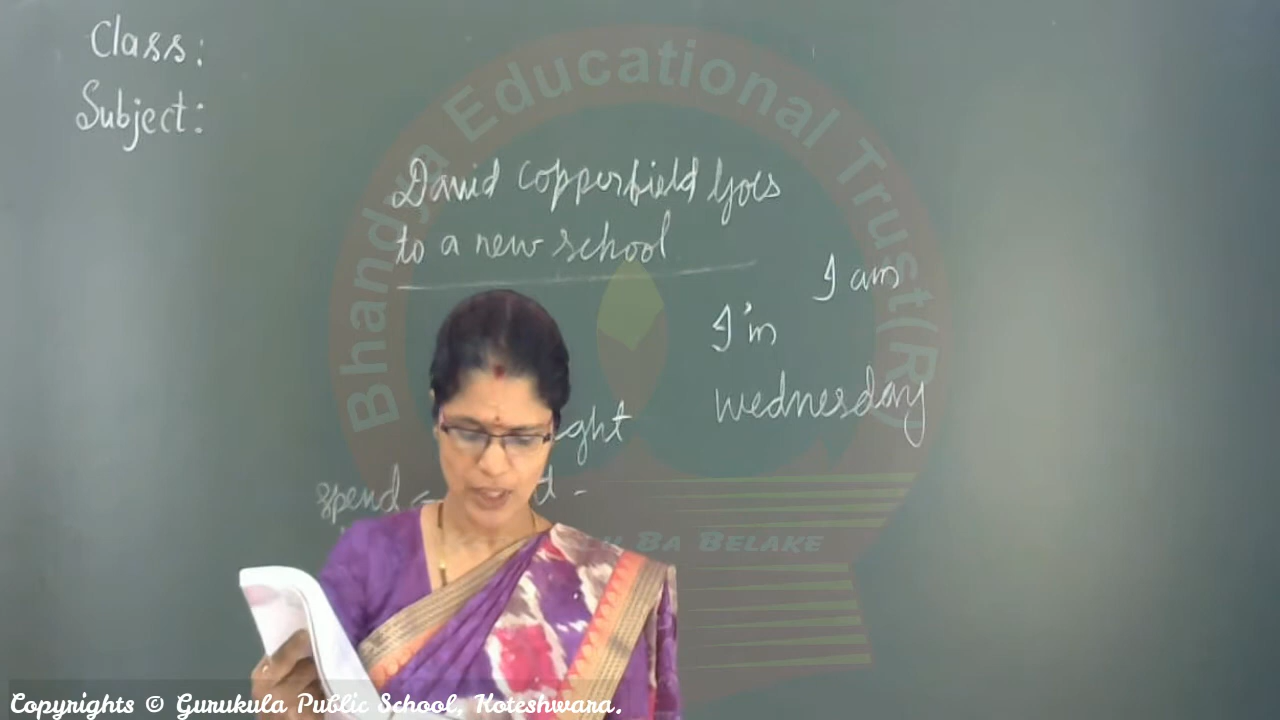 Class:
Subject:
David Copperfield Goes
to a new school
I am
I'm
wednesday
ght
spend
t -
Bhandya Educational Trust(R)
Ba Belake
Copyrights © Gurukula Public School, Koteshwara.